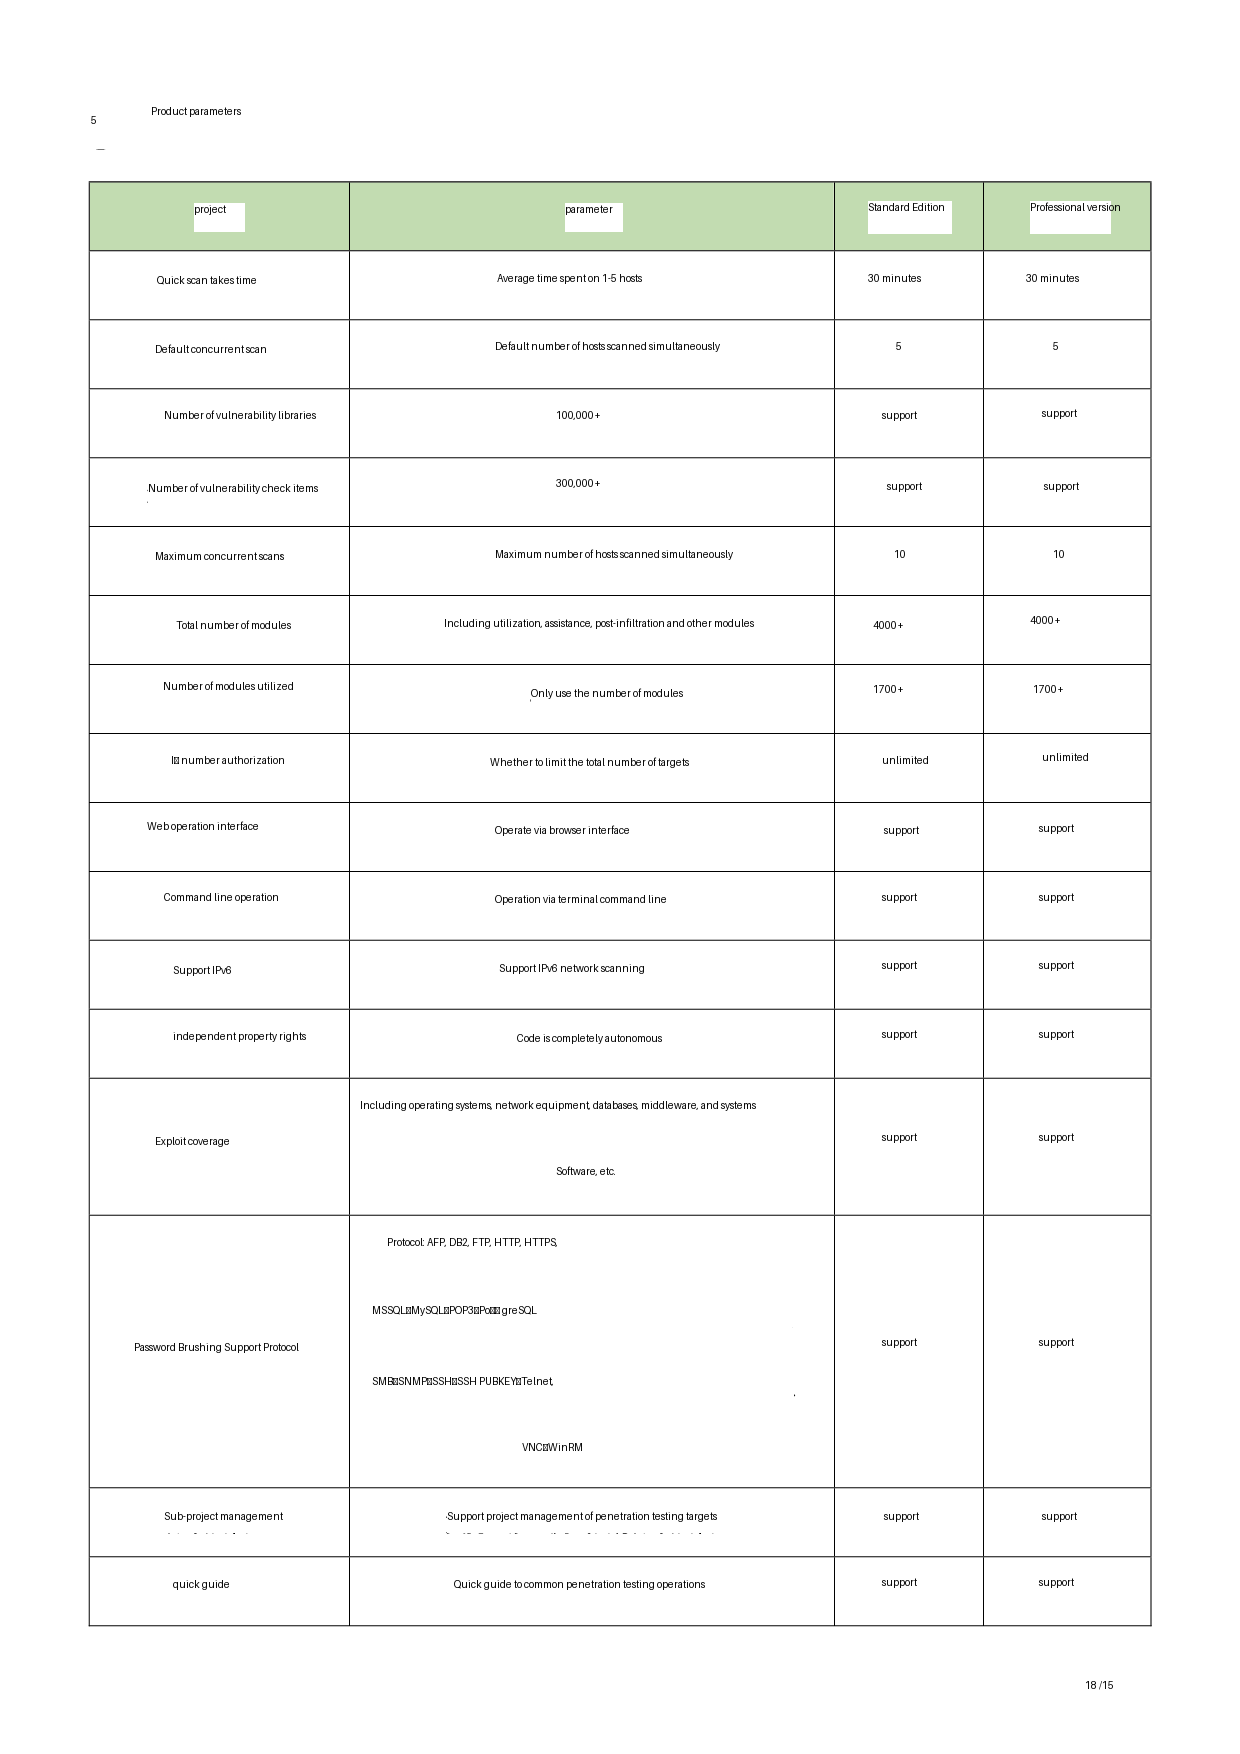 5 Product parameters
project parameter Standard Edition Professional version
Quick scan takes time Average time spent on 1-5 hosts 30 minutes 30 minutes
Default concurrent scan Default number of hosts scanned simultaneously 5 5
Number of vulnerability libraries 100,000+ support support
Number of vulnerability check items 300,000+ support support
Maximum concurrent scans Maximum number of hosts scanned simultaneously 10 10
Total number of modules Including utilization, assistance, post-infiltration and other modules 4000+ 4000+
Number of modules utilized Only use the number of modules 1700+ 1700+
I number authorization Whether to limit the total number of targets unlimited unlimited
Web operation interface Operate via browser interface support support
Command line operation Operation via terminal command line support support
Support IPv6 Support IPv6 network scanning support support
independent property rights Code is completely autonomous support support
Exploit coverage Including operating systems, network equipment, databases, middleware, and systems support support
Software, etc.
Protocol: AFP, DB2, FTP, HTTP, HTTPS,
MSSQL MySQL POP3 Po greSQL
Password Brushing Support Protocol support support
SMB SNMP SSH SSH PUBKEY Telnet,
VNC WinRM
Sub-project management Support project management of penetration testing targets support support
quick guide Quick guide to common penetration testing operations support support
18 /15